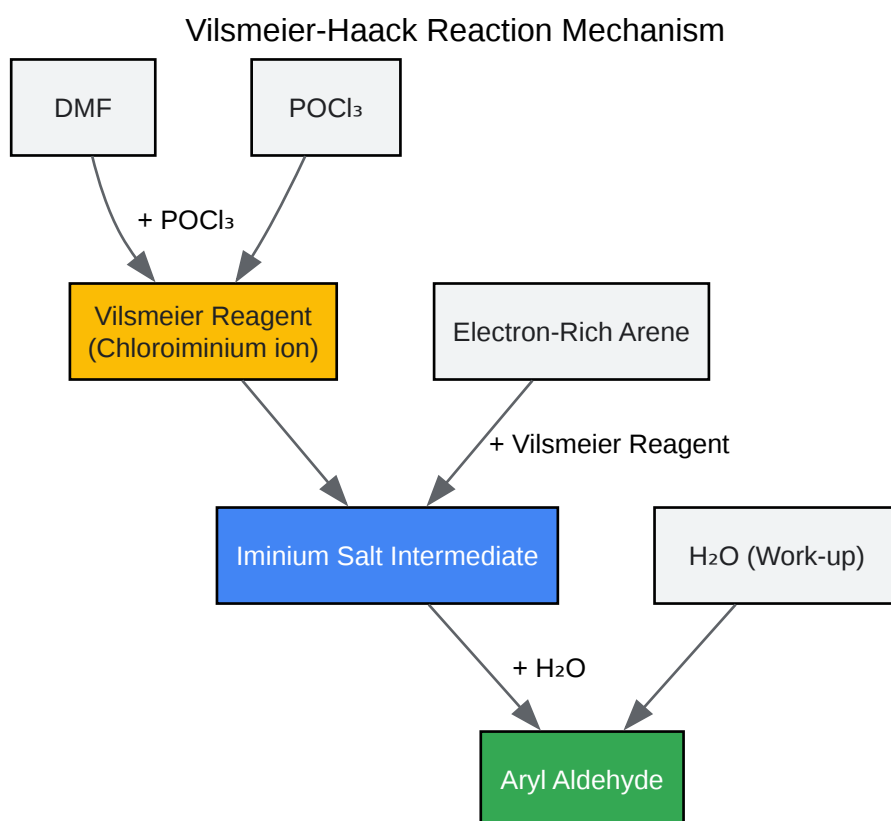 Vilsmeier-Haack Reaction Mechanism
DMF
POCl₃
+ POCl₃
Vilsmeier Reagent
(Chloroiminium ion)
Electron-Rich Arene
+ Vilsmeier Reagent
Iminium Salt Intermediate
H₂O (Work-up)
+ H₂O
Aryl Aldehyde